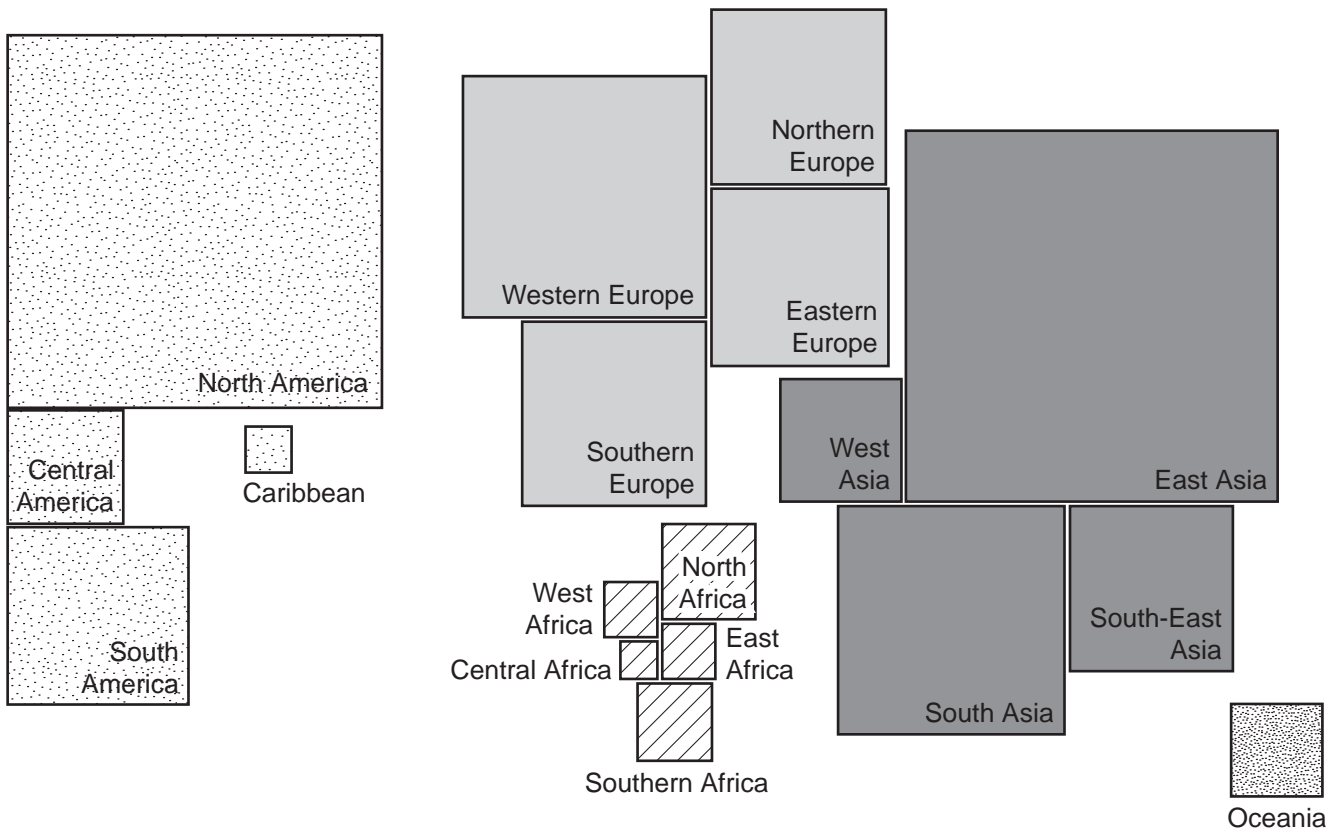 Northern
Europe
Western Europe
Eastern
Europe
North America
Southern
Europe
West
Asia
East Asia
Central
America
Caribbean
North
Africa
West
Africa
East
Africa
Central Africa
South-East
Asia
South
America
South Asia
Southern Africa
Oceania